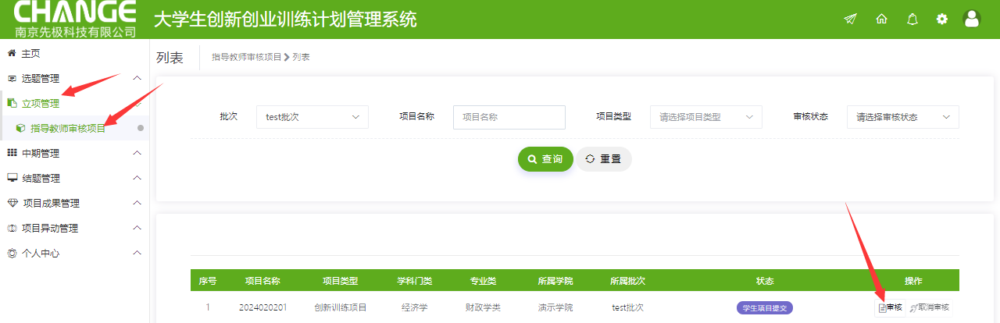 CHANGE
南京先极科技有限公司
大学生创新创业训练计划管理系统
主页
选题管理
立项管理
指导教师审核项目
中期管理
结题管理
项目成果管理
项目异动管理
个人中心
列表 指导教师审核项目 列表
批次 test批次 项目名称 项目名称 项目类型 请选择项目类型 审核状态 请选择审核状态
查询 重置
序号 项目名称 项目类型 学科门类 专业类 所属学院 所属批次 状态 操作
1 2024020201 创新训练项目 经济学 财政学类 演示学院 test批次 学生项目提交 审核 取消审核